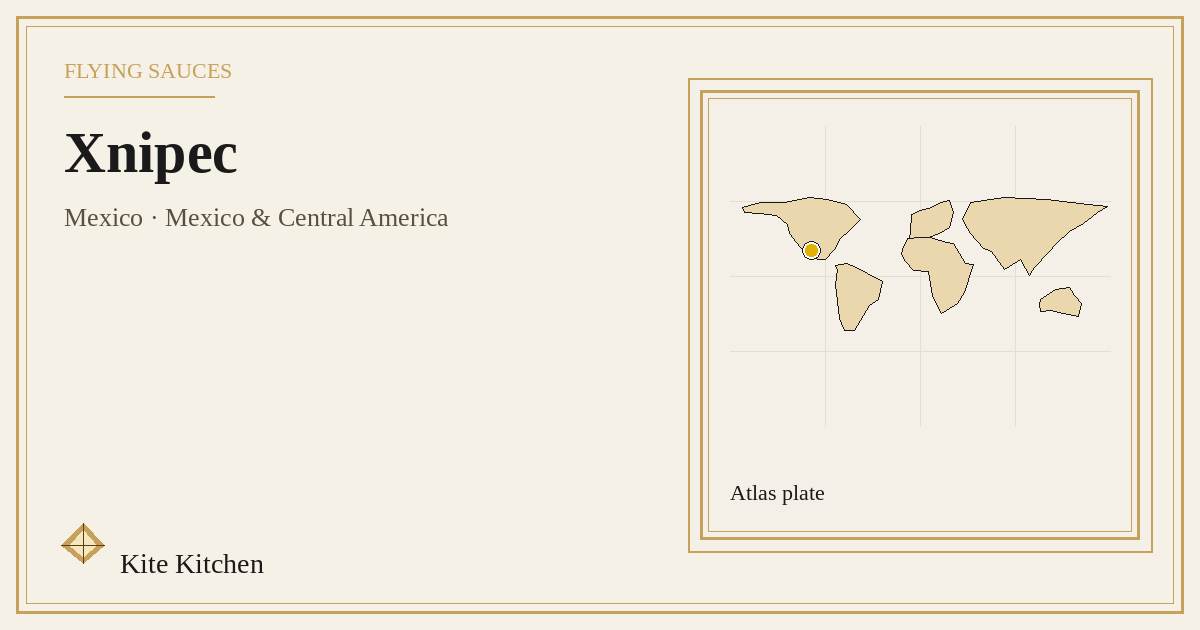 FLYING SAUCES
Xnipec
Mexico · Mexico & Central America
Atlas plate
Kite Kitchen